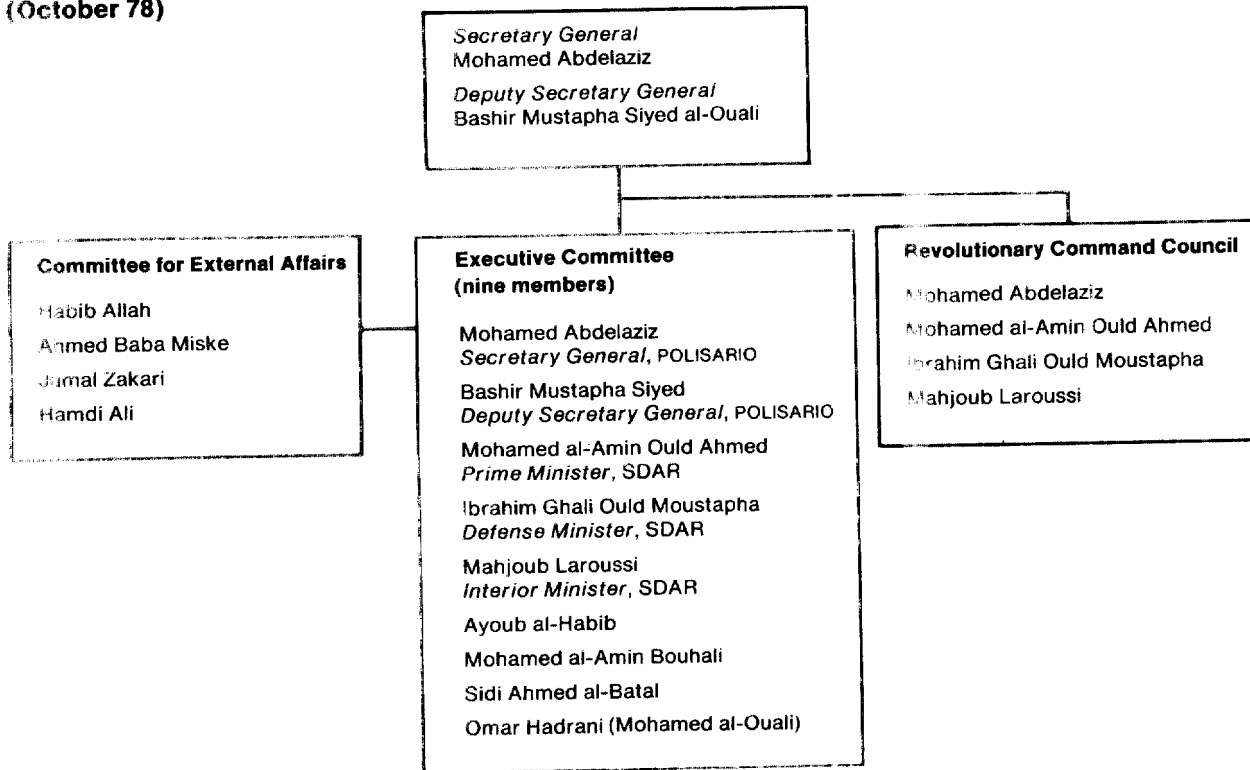 (October 78)
Secretary General
Mohamed Abdelaziz
Deputy Secretary General
Bashir Mustapha Siyed al-Ouali
Committee for External Affairs
Habib Allah
Ahmed Baba Miske
Jamal Zakari
Hamdi Ali
Executive Committee
(nine members)
Mohamed Abdelaziz
Secretary General, POLISARIO
Bashir Mustapha Siyed
Deputy Secretary General, POLISARIO
Mohamed al-Amin Ould Ahmed
Prime Minister, SDAR
Ibrahim Ghali Ould Moustapha
Defense Minister, SDAR
Mahjoub Laroussi
Interior Minister, SDAR
Ayoub al-Habib
Mohamed al-Amin Bouhali
Sidi Ahmed al-Batal
Omar Hadrani (Mohamed al-Ouali)
Revolutionary Command Council
Mohamed Abdelaziz
Mohamed al-Amin Ould Ahmed
Ibrahim Ghali Ould Moustapha
Mahjoub Laroussi